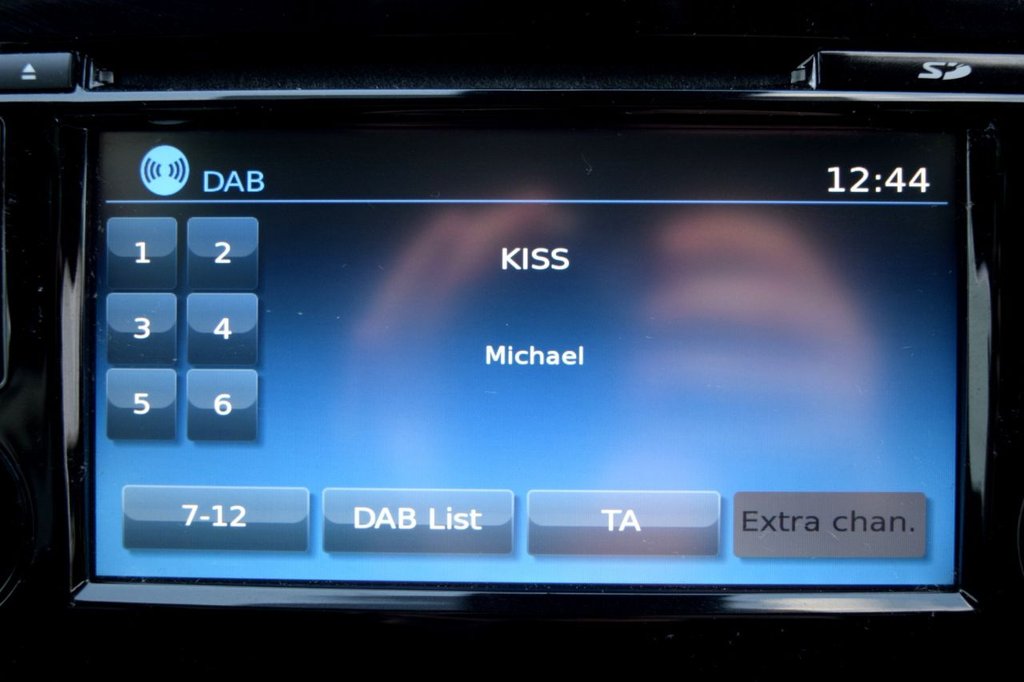 SD
DAB
12:44
1 2
KISS
3 4
Michael
5 6
7-12 DAB List TA Extra chan.